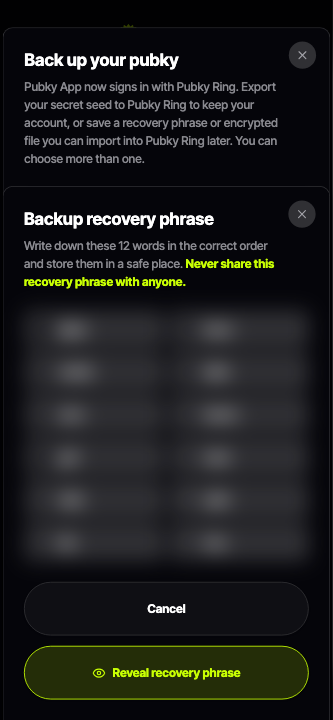 Back up your pubky
Pubky App now signs in with Pubky Ring. Export
your secret seed to Pubky Ring to keep your
account, or save a recovery phrase or encrypted
file you can import into Pubky Ring later. You can
choose more than one.
Backup recovery phrase
Write down these 12 words in the correct order
and store them in a safe place. Never share this
recovery phrase with anyone.
Cancel
Reveal recovery phrase